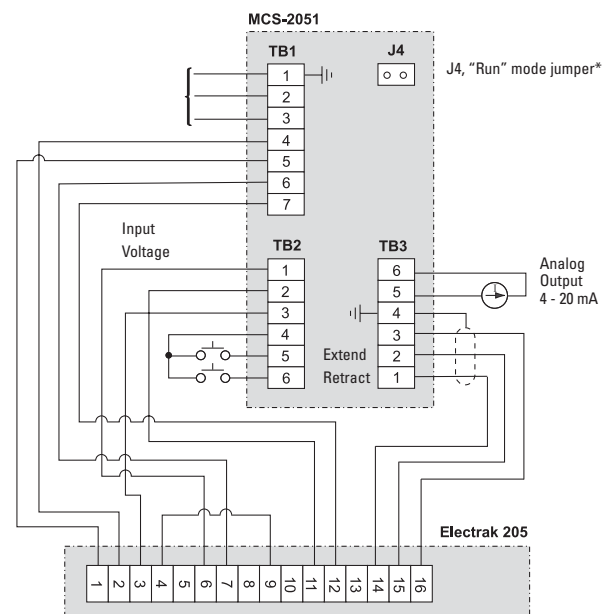 MCS-2051
TB1
J4
J4, “Run” mode jumper*
1
2
3
4
5
6
7
Input
Voltage
TB2
TB3
1
2
3
4
5
6
6
5
4
3
2
1
Extend
Retract
Analog
Output
4 - 20 mA
Electrak 205
1 2 3 4 5 6 7 8 9 10 11 12 13 14 15 16